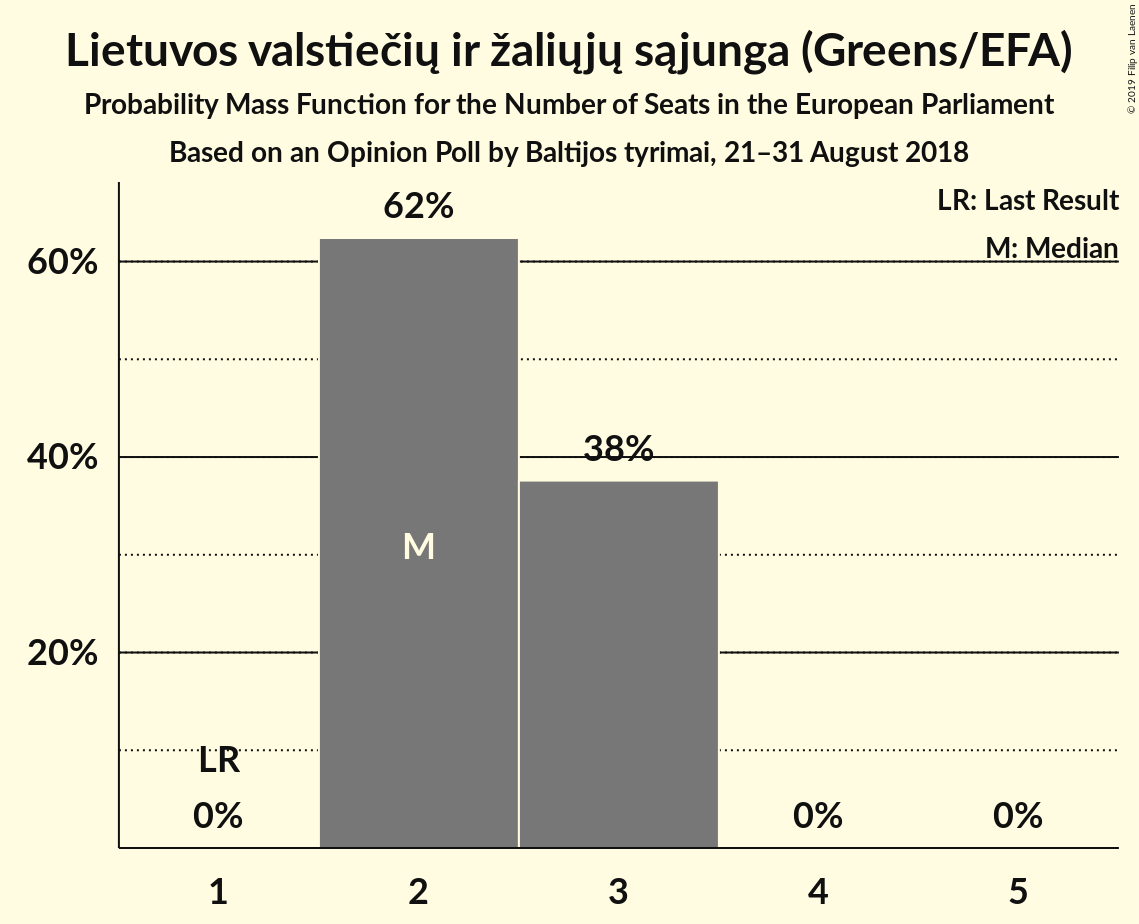 Lietuvos valstiečių ir žaliųjų sąjunga (Greens/EFA)
Probability Mass Function for the Number of Seats in the European Parliament
Based on an Opinion Poll by Baltijos tyrimai, 21–31 August 2018
© 2019 Filip van Laenen
LR: Last Result
M: Median
62%
60%
38%
40%
M
20%
LR
0%
0%
0%
1
2
3
4
5